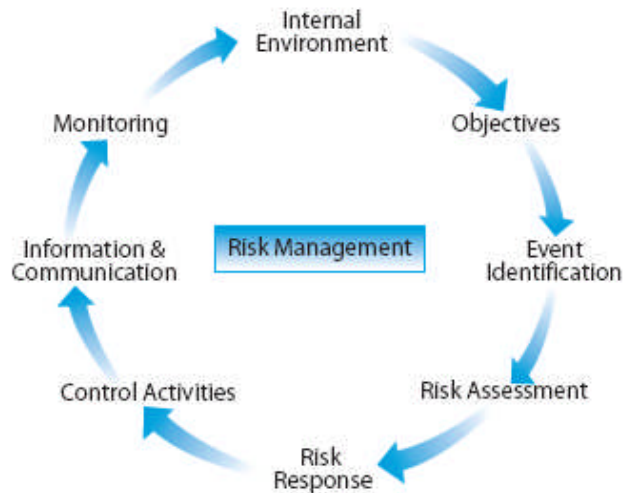 Internal
Environment
Objectives
Event
Identification
Risk Assessment
Risk
Response
Control Activities
Information &
Communication
Monitoring
Risk Management